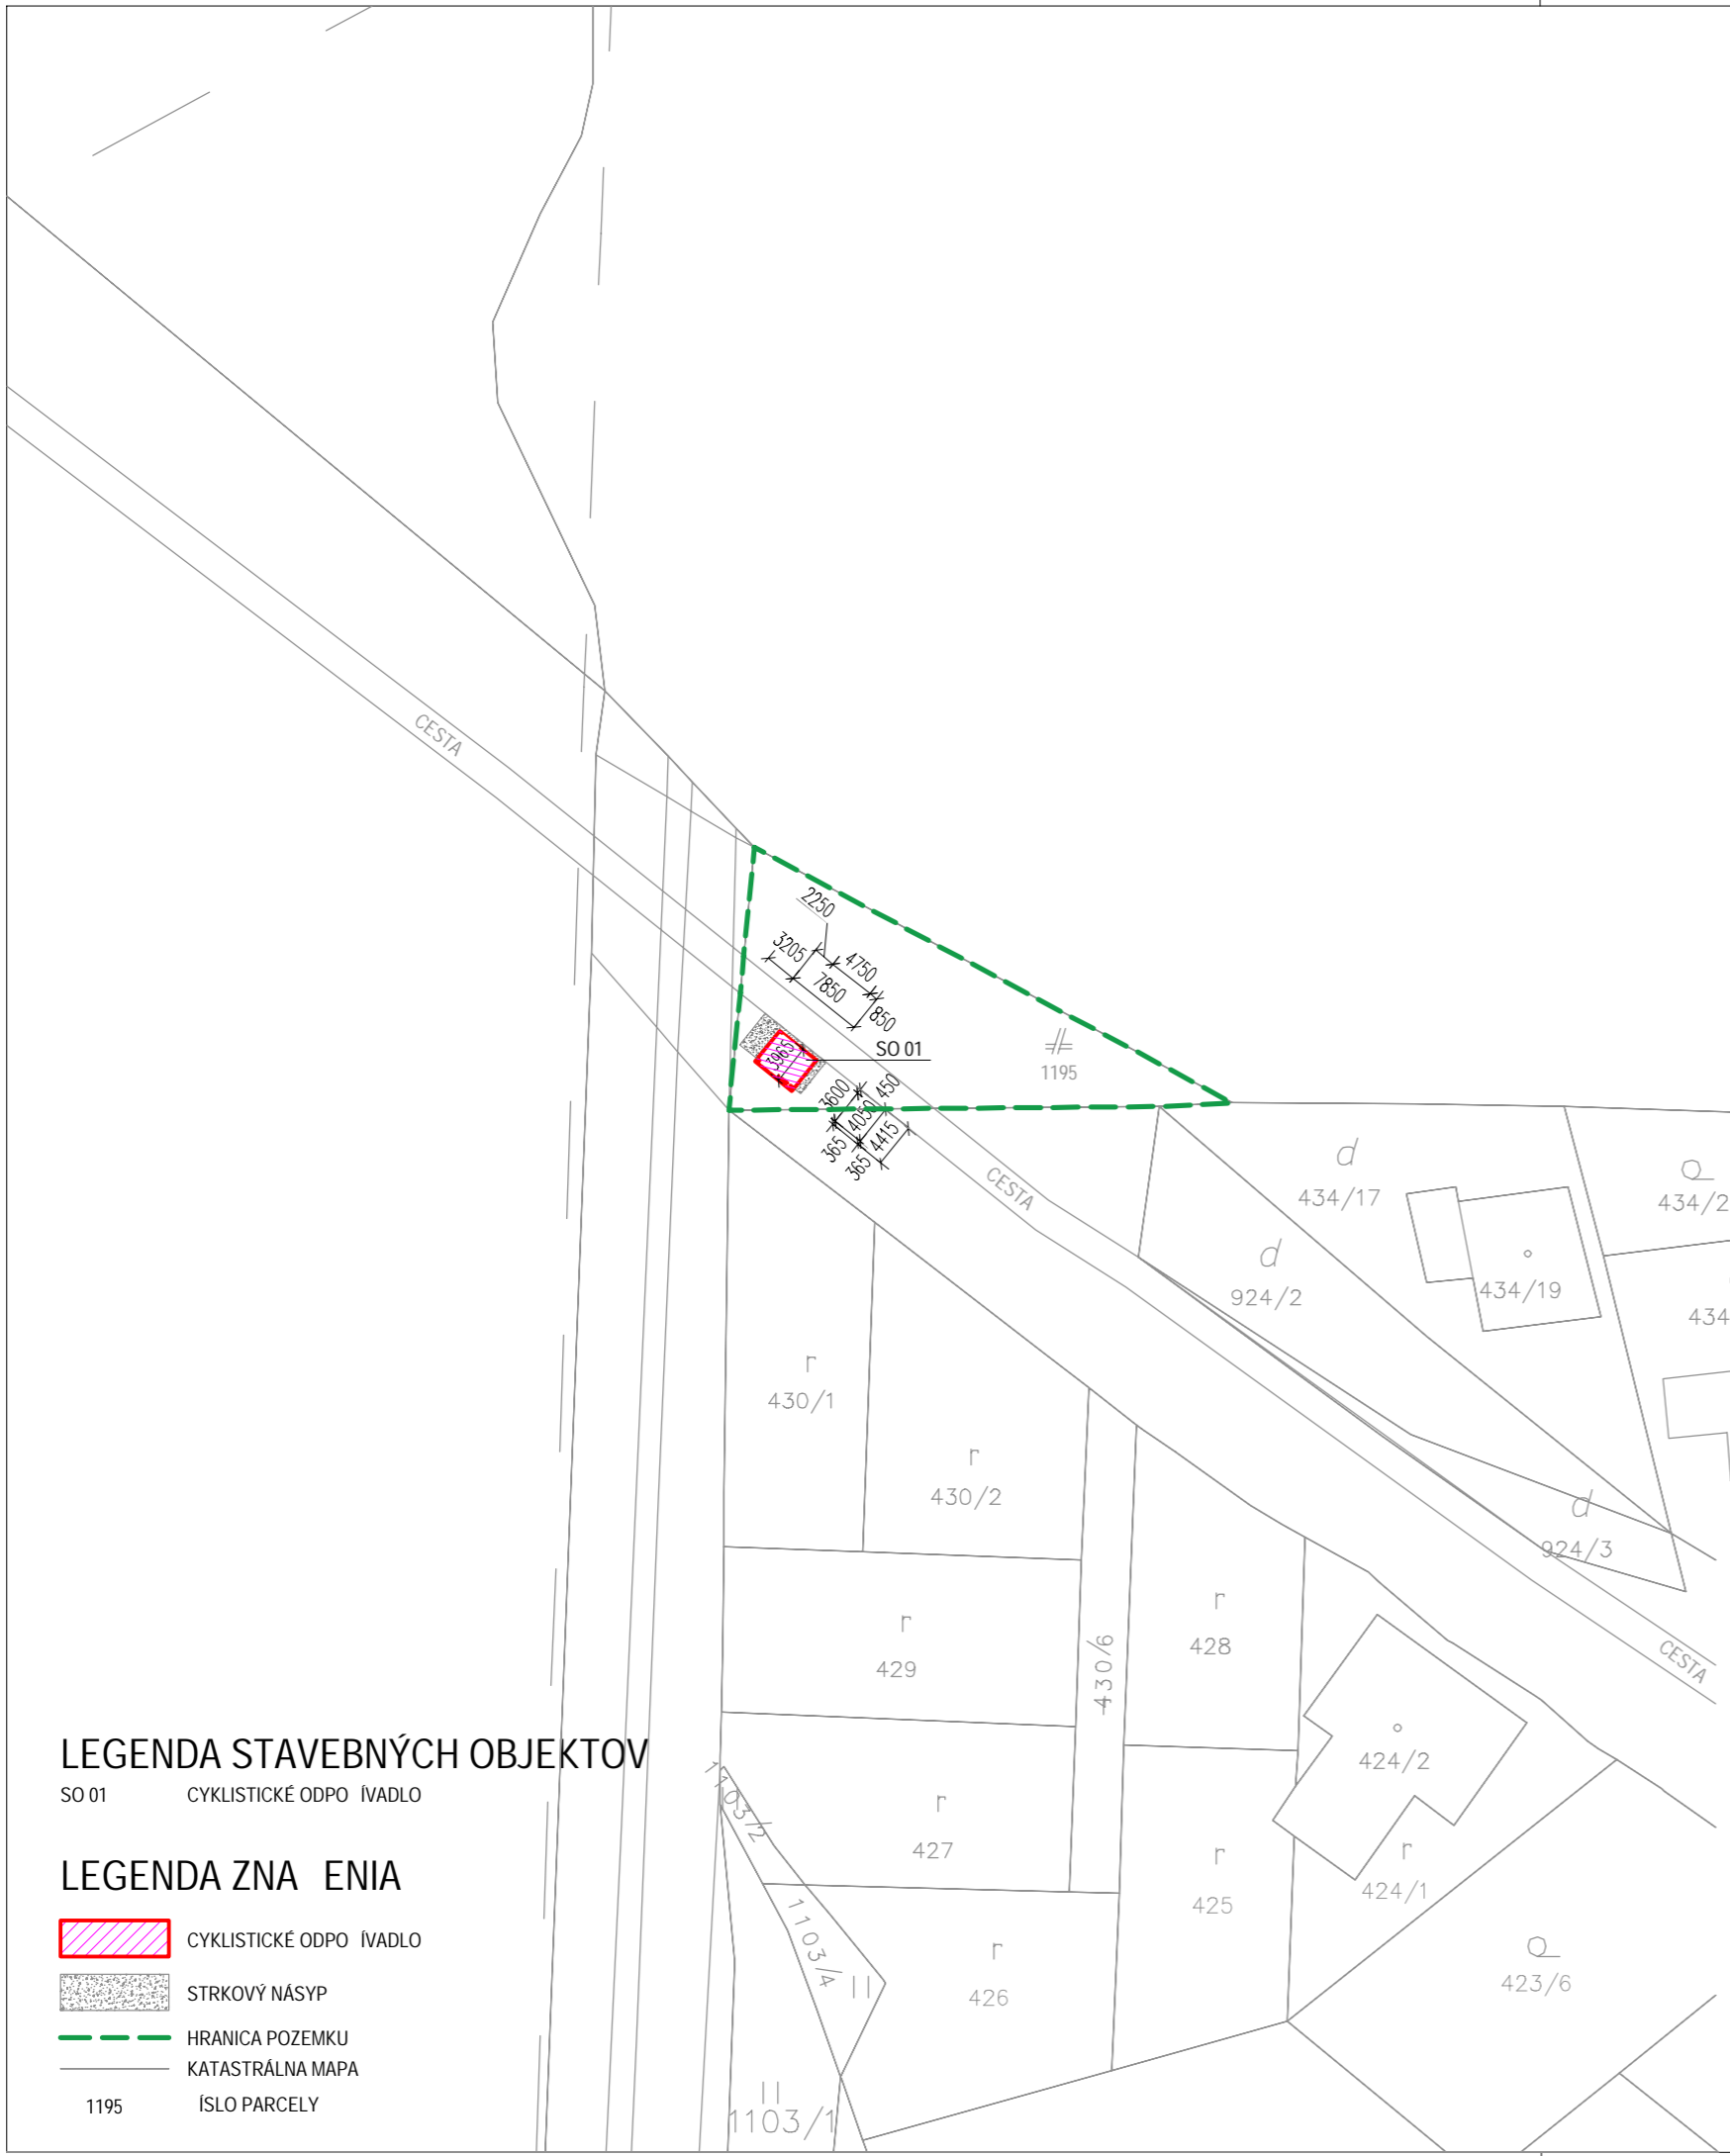 CESTA
2250
3205
4750
7850
850
3965
SO 01
1195
3600
450
4050
365
4415
365
CESTA
d
434/17
434/2
d
924/2
434/19
434
r
430/1
r
430/2
d
924/3
r
429
430/6
r
428
CESTA
424/2
LEGENDA STAVEBNÝCH OBJEKTOV
SO 01 CYKLISTICKÉ ODPO ÍVADLO
1103/2
r
427
r
425
r
424/1
LEGENDA ZNA ENIA
CYKLISTICKÉ ODPO ÍVADLO
STRKOVÝ NÁSYP
HRANICA POZEMKU
KATASTRÁLNA MAPA
1195 ÍSLO PARCELY
1103/4
r
426
423/6
1103/1